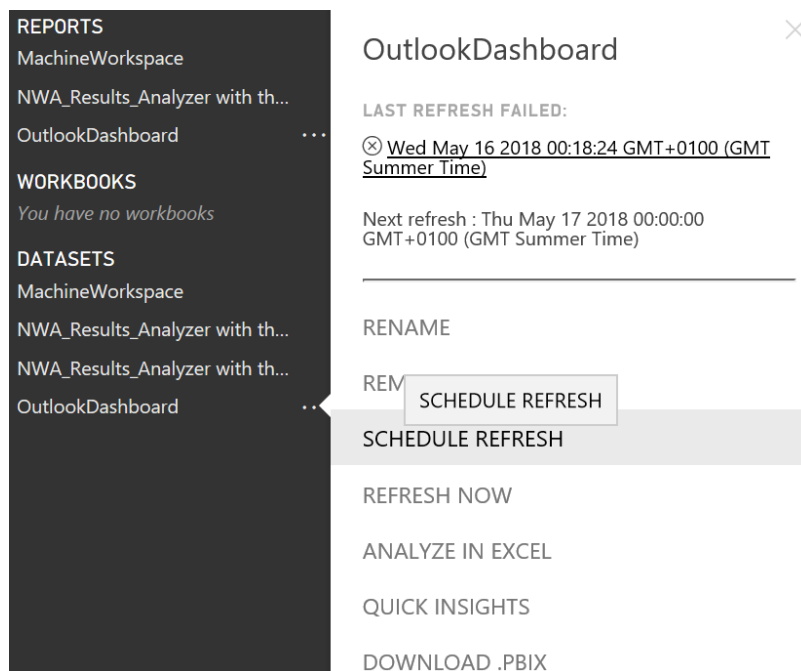 REPORTS
MachineWorkspace
NWA_Results_Analyzer with th...
OutlookDashboard
WORKBOOKS
You have no workbooks
DATASETS
MachineWorkspace
NWA_Results_Analyzer with th...
NWA_Results_Analyzer with th...
OutlookDashboard
OutlookDashboard
LAST REFRESH FAILED:
Wed May 16 2018 00:18:24 GMT+0100 (GMT
Summer Time)
Next refresh : Thu May 17 2018 00:00:00
GMT+0100 (GMT Summer Time)
RENAME
REM
SCHEDULE REFRESH
SCHEDULE REFRESH
REFRESH NOW
ANALYZE IN EXCEL
QUICK INSIGHTS
DOWNLOAD .PBIX